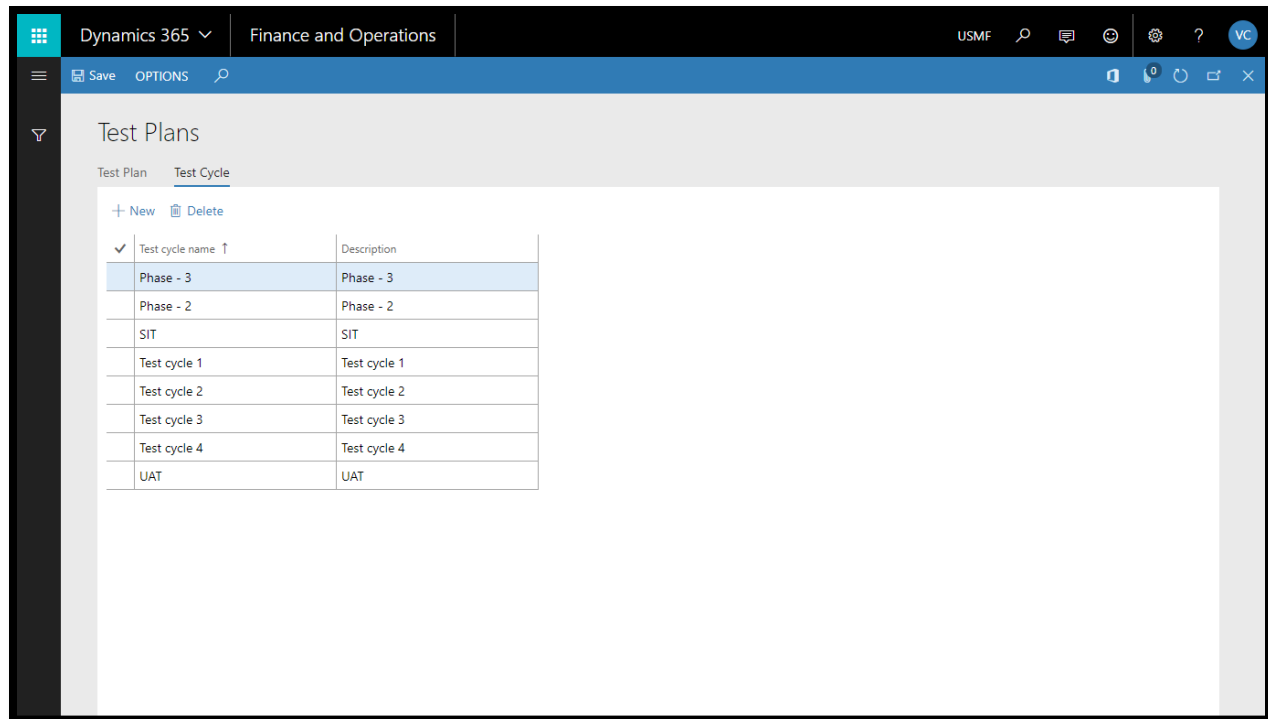 Dynamics 365 Finance and Operations USMF ? VC
Save OPTIONS 0
Test Plans
Test Plan Test Cycle
New Delete
Test cycle name ↑ Description
Phase - 3 Phase - 3
Phase - 2 Phase - 2
SIT SIT
Test cycle 1 Test cycle 1
Test cycle 2 Test cycle 2
Test cycle 3 Test cycle 3
Test cycle 4 Test cycle 4
UAT UAT